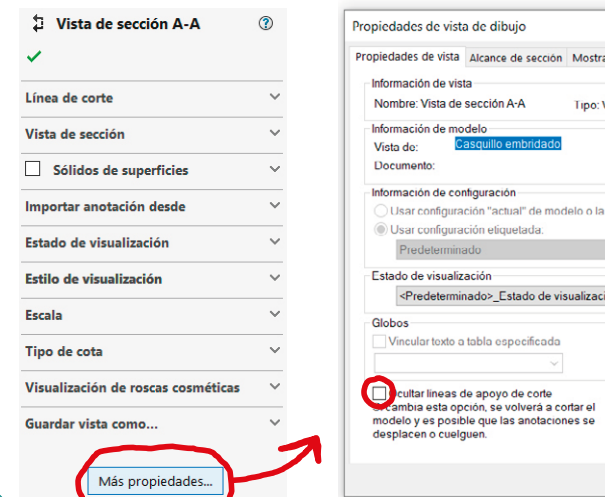 Vista de sección A-A
Línea de corte
Vista de sección
Sólidos de superficies
Importar anotación desde
Estado de visualización
Estilo de visualización
Escala
Tipo de cota
Visualización de roscas cosméticas
Guardar vista como...
Más propiedades...
Propiedades de vista de dibujo
Propiedades de vista Alcance de sección Mostra
Información de vista
Nombre: Vista de sección A-A Tipo: V
Información de modelo
Vista de: Casquillo embridado
Documento:
Información de configuración
Usar configuración "actual" de modelo o la
Usar configuración etiquetada:
Predeterminado
Estado de visualización
<Predeterminado>_Estado de visualizaci
Globos
Vincular texto a tabla especificada
cultar líneas de apoyo de corte
cambia esta opción, se volverá a cortar el
modelo y es posible que las anotaciones se
desplacen o cuelguen.